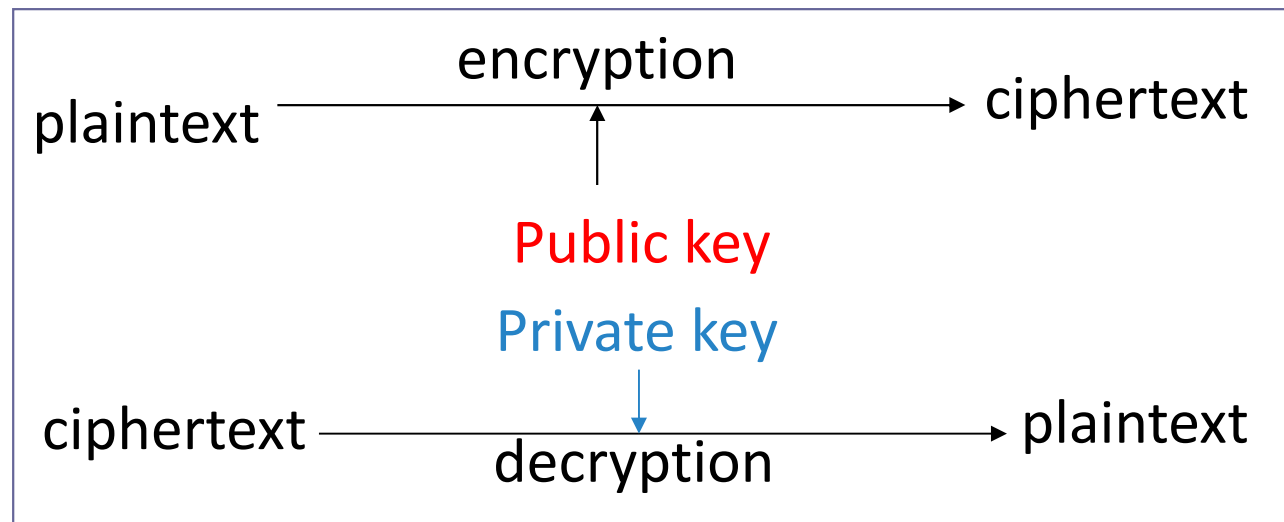 encryption
plaintext
ciphertext
Public key
Private key
ciphertext
plaintext
decryption